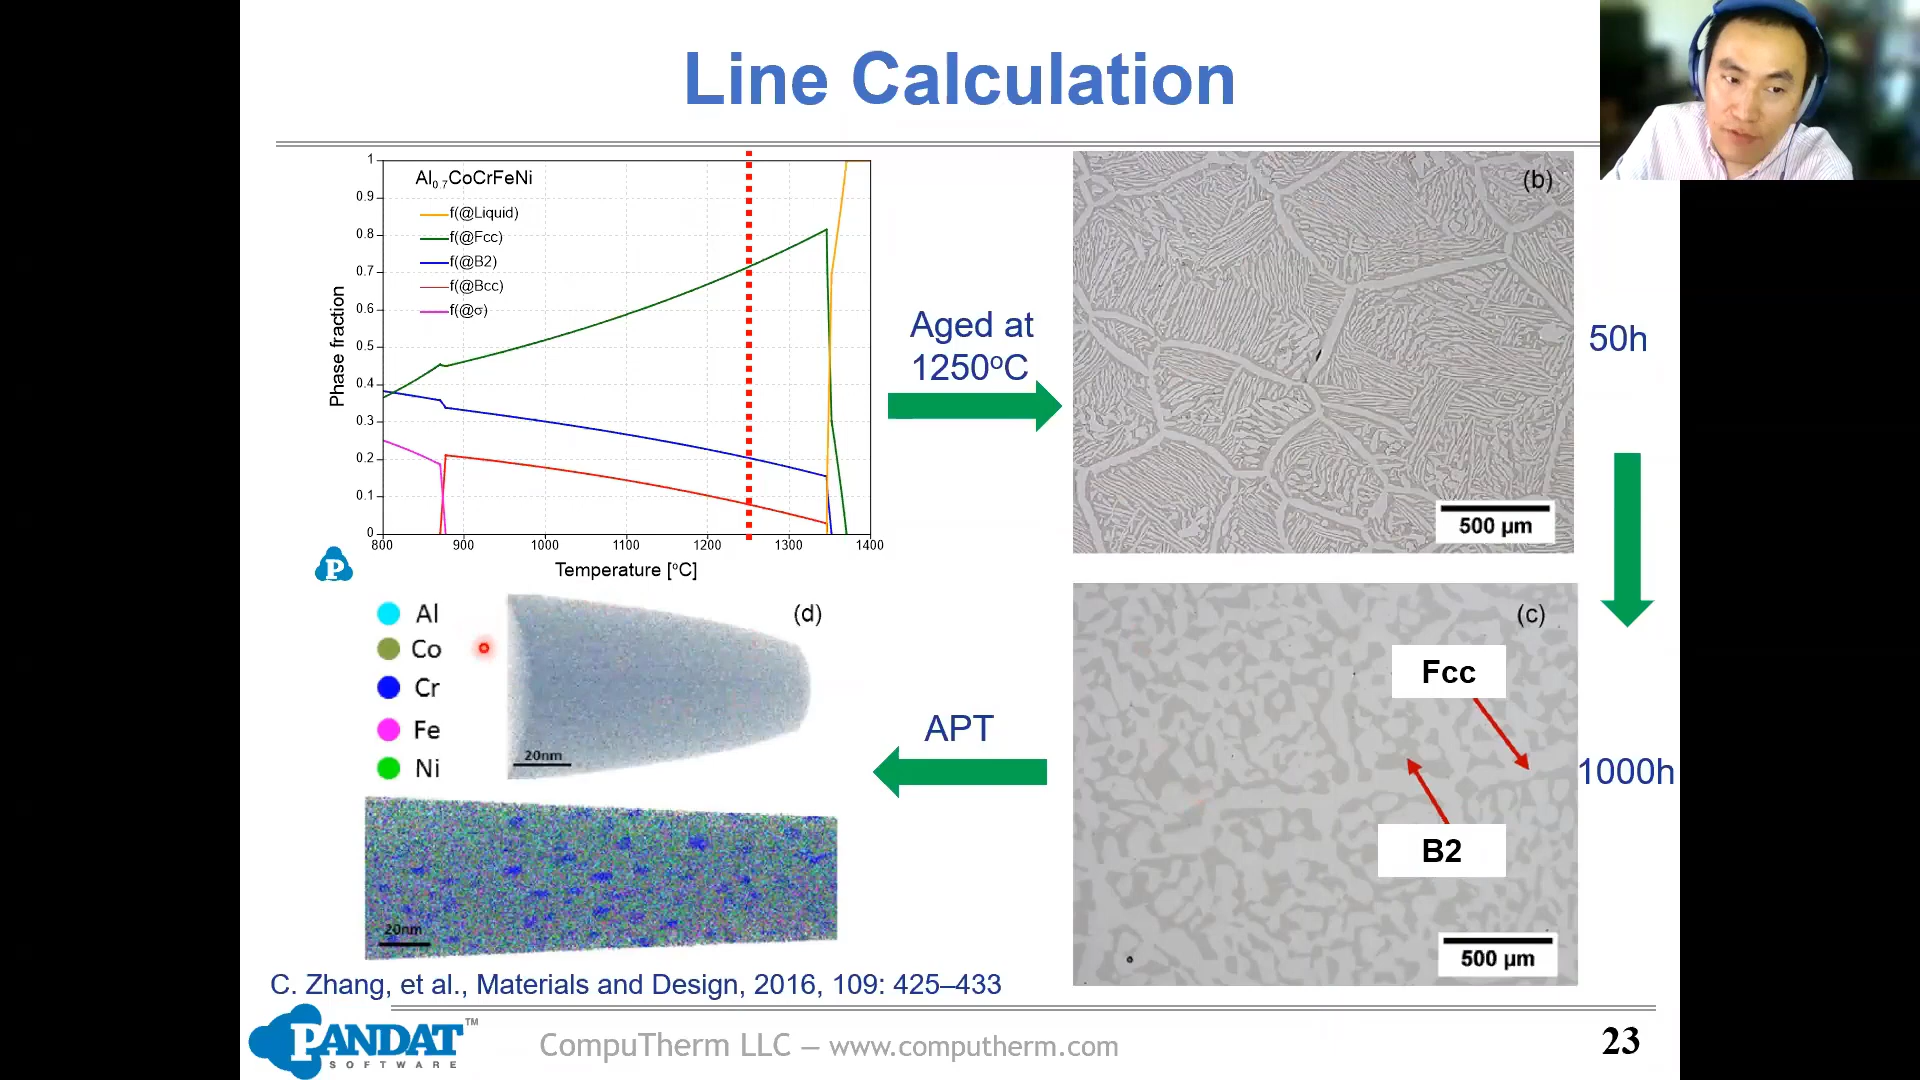 Line Calculation
Al0.7CoCrFeNi
f(@Liquid)
f(@Fcc)
f(@B2)
f(@Bcc)
f(@σ)
Phase fraction
1
0.9
0.8
0.7
0.6
0.5
0.4
0.3
0.2
0.1
0
800
900
1000
1100
1200
1300
1400
Temperature [°C]
P
Aged at
1250°C
(b)
500 µm
50h
(c)
Fcc
B2
500 µm
1000h
APT
Al
Co
Cr
Fe
Ni
(d)
20nm
20nm
C. Zhang, et al., Materials and Design, 2016, 109: 425–433
PANDAT™
SOFTWARE
CompuTherm LLC – www.computherm.com
23